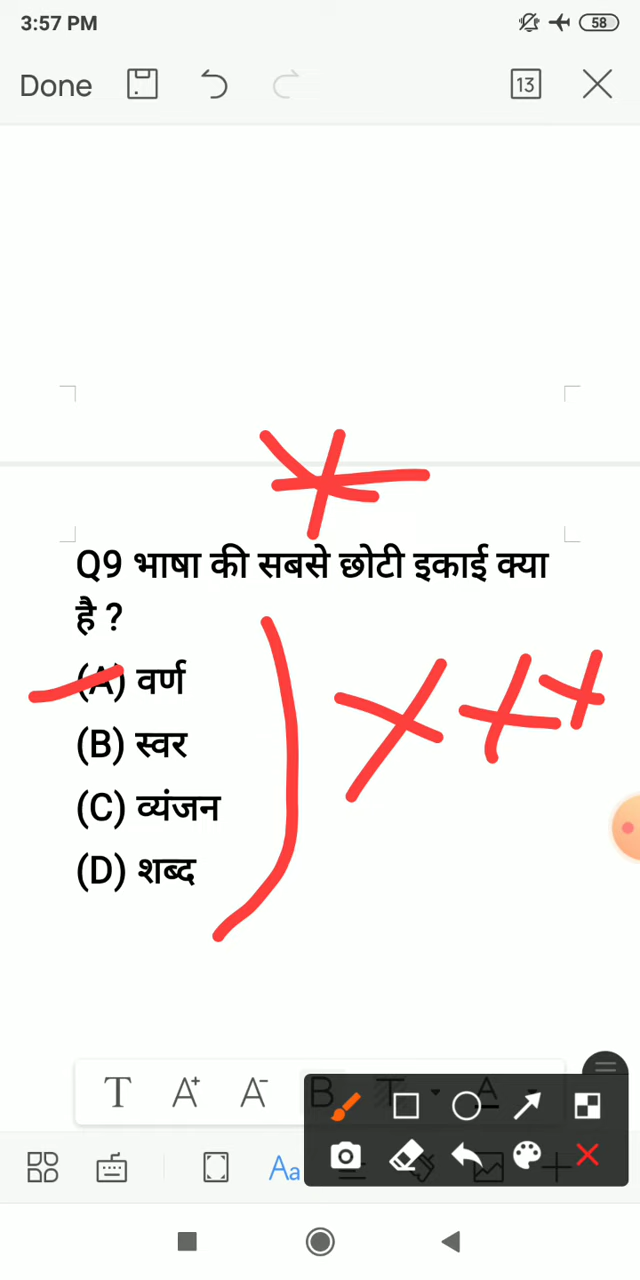 3:57 PM
58
Done
13
Q9 भाषा की सबसे छोटी इकाई क्या
है ?
(A) वर्ण
(B) स्वर
(C) व्यंजन
(D) शब्द
T A+ A- B T A
Aa